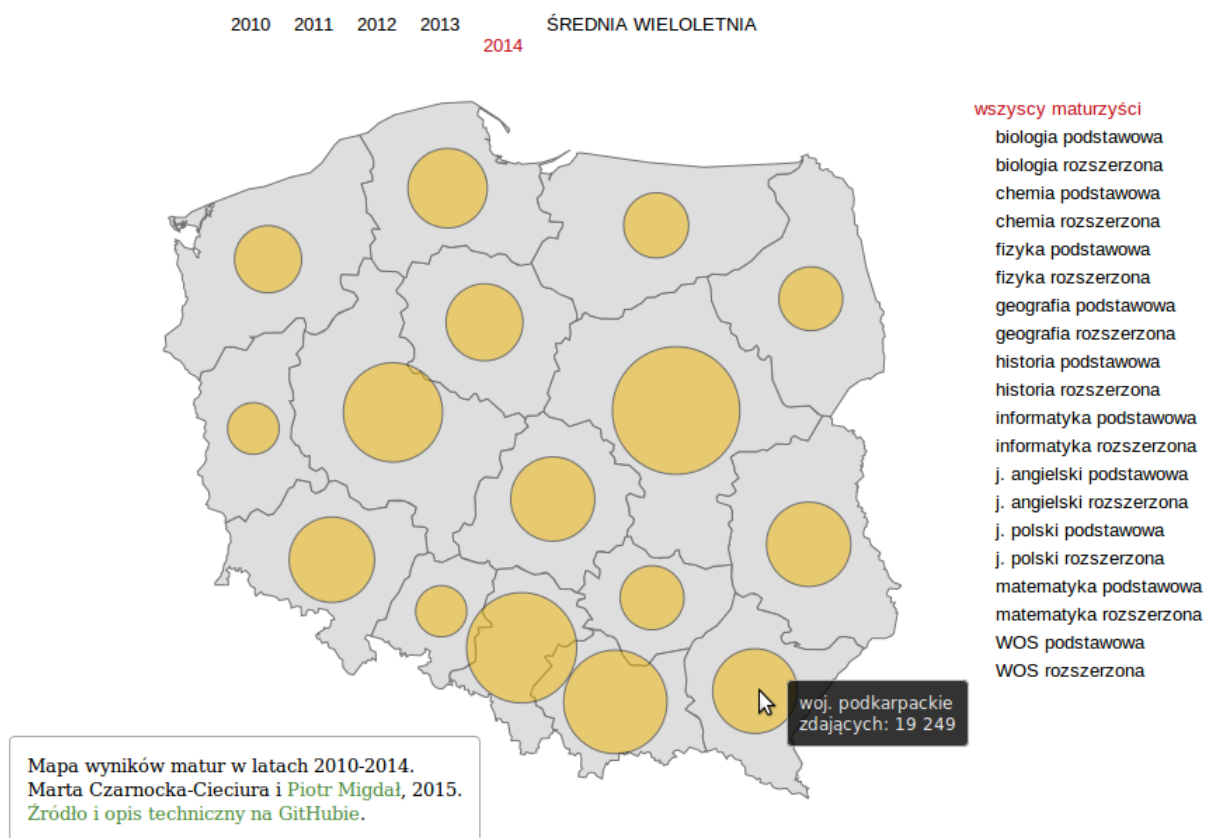 2010 2011 2012 2013 ŚREDNIA WIELOLETNIA
2014
wszyscy maturzyści
biologia podstawowa
biologia rozszerzona
chemia podstawowa
chemia rozszerzona
fizyka podstawowa
fizyka rozszerzona
geografia podstawowa
geografia rozszerzona
historia podstawowa
historia rozszerzona
informatyka podstawowa
informatyka rozszerzona
j. angielski podstawowa
j. angielski rozszerzona
j. polski podstawowa
j. polski rozszerzona
matematyka podstawowa
matematyka rozszerzona
WOS podstawowa
WOS rozszerzona
woj. podkarpackie
zdających: 19 249
Mapa wyników matur w latach 2010-2014.
Marta Czarnocka-Cieciura i Piotr Migdał, 2015.
Źródło i opis techniczny na GitHubie.